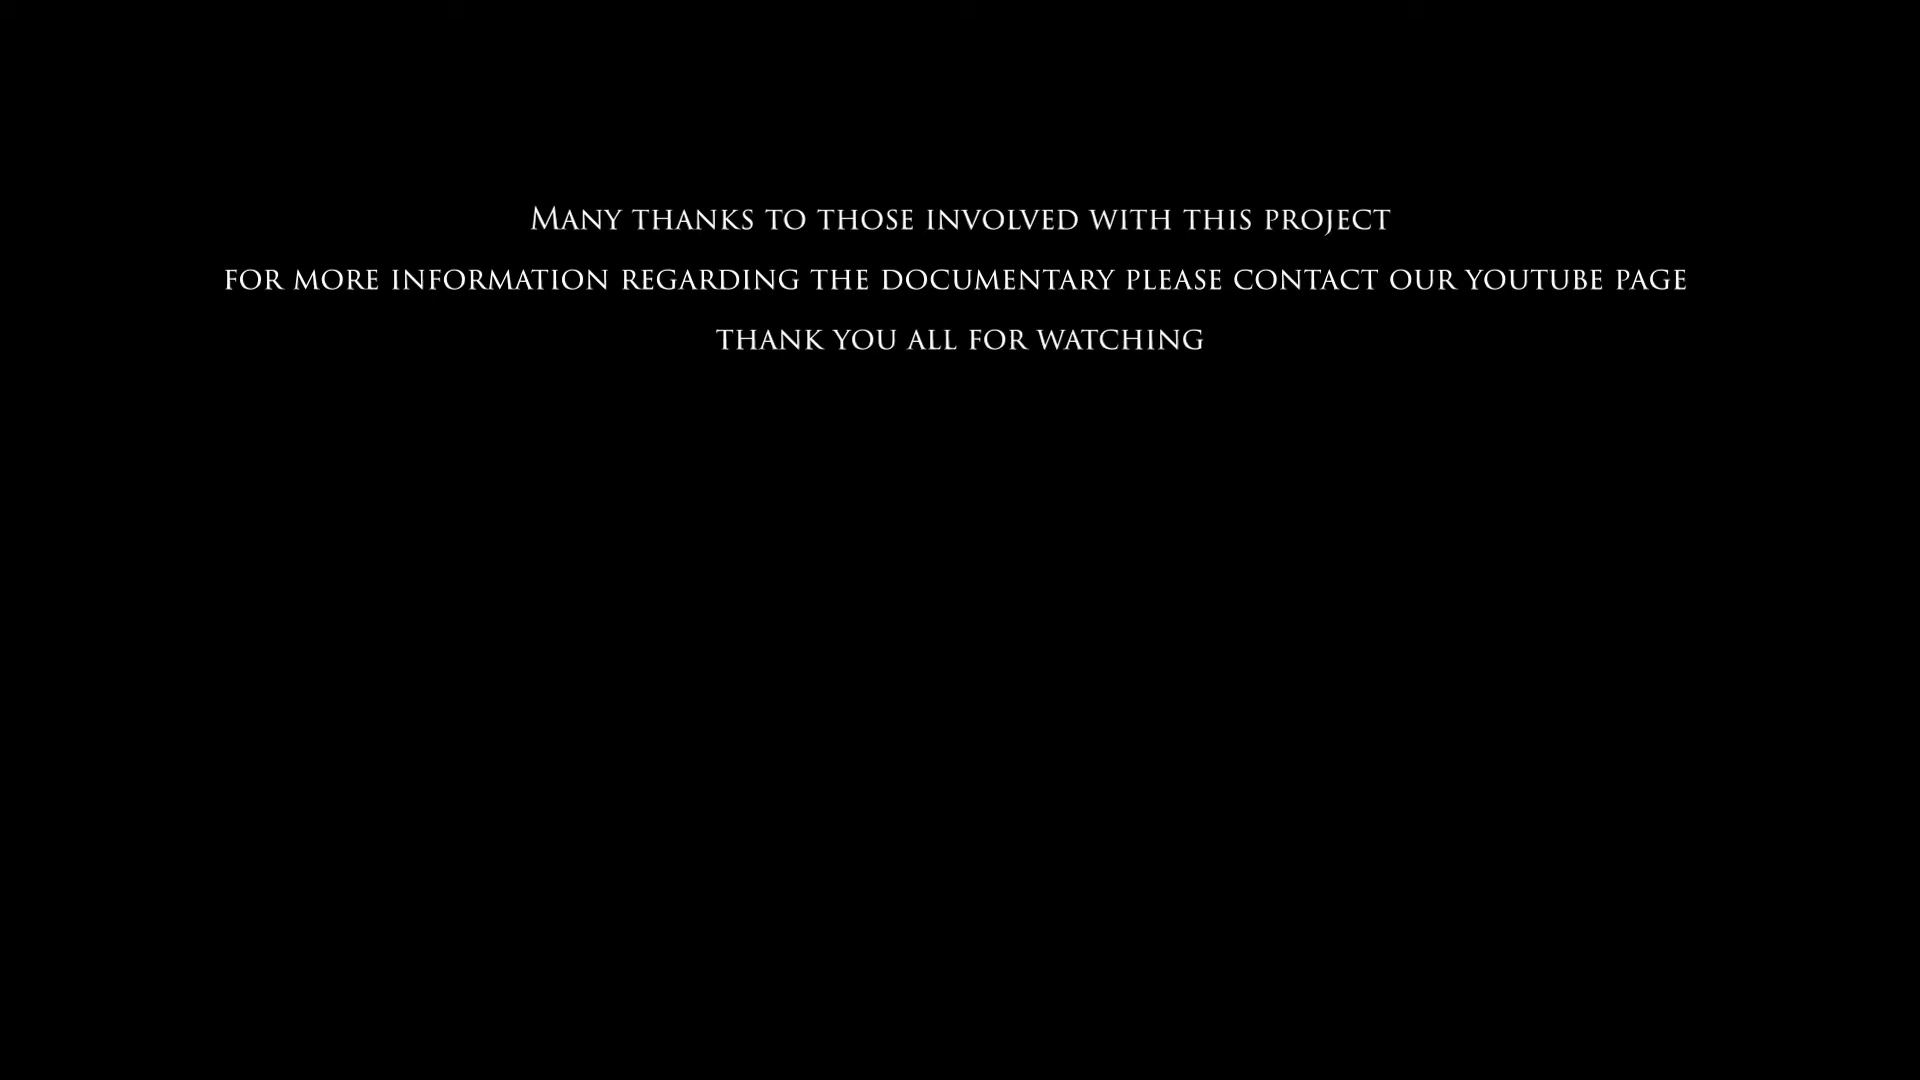 Many thanks to those involved with this project
for more information regarding the documentary please contact our youtube page
thank you all for watching